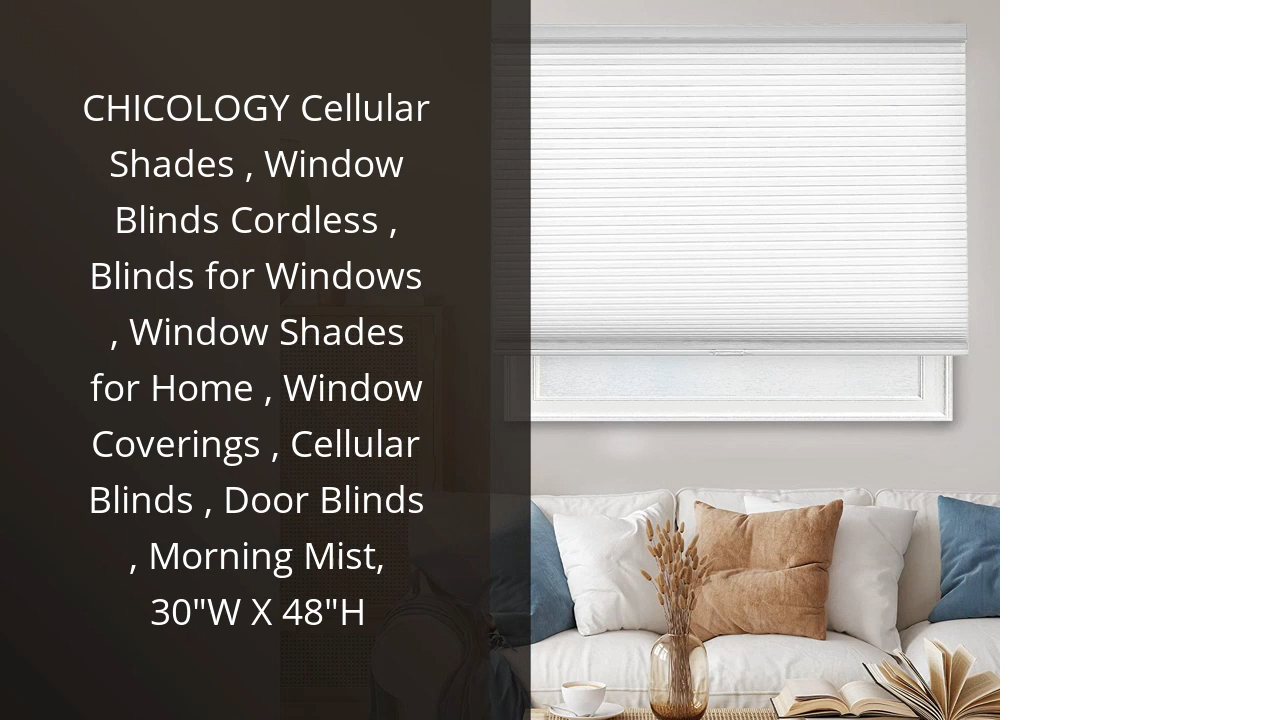 CHICOLOGY Cellular
Shades , Window
Blinds Cordless ,
Blinds for Windows
, Window Shades
for Home , Window
Coverings , Cellular
Blinds , Door Blinds
, Morning Mist,
30"W X 48"H